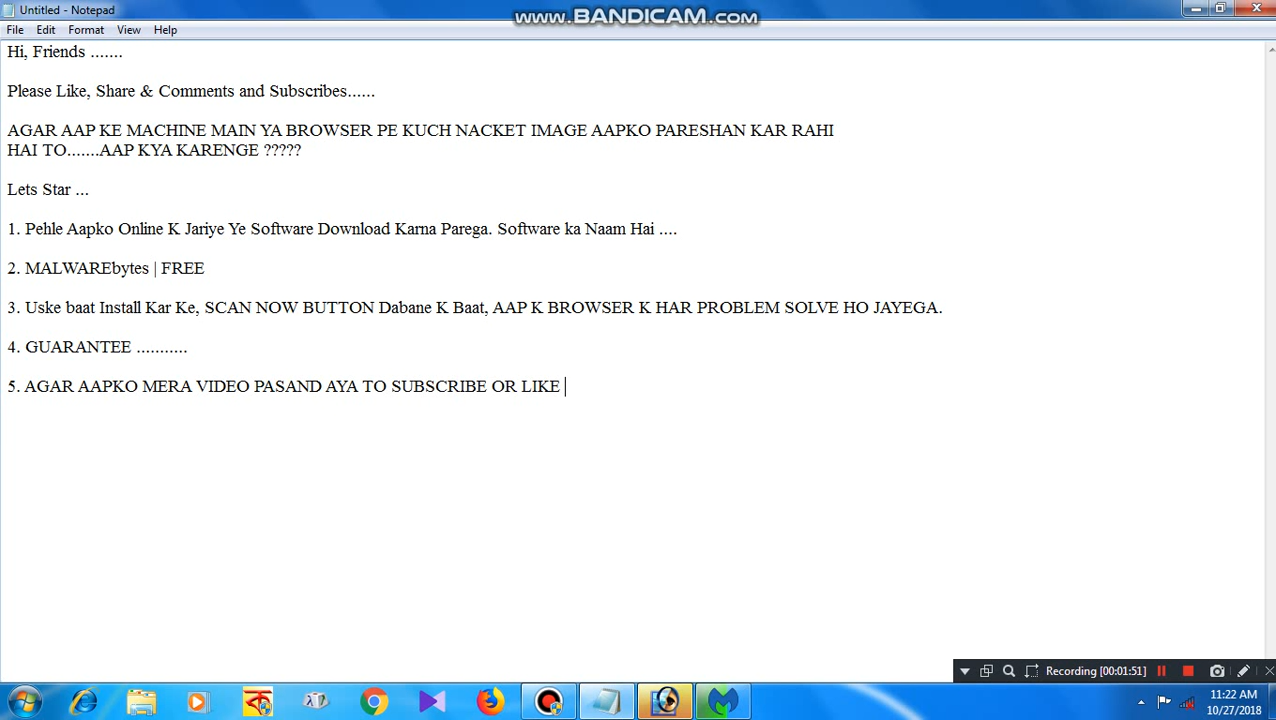 Untitled - Notepad
www.BANDICAM.com
File Edit Format View Help
Hi, Friends .......
Please Like, Share & Comments and Subscribes......
AGAR AAP KE MACHINE MAIN YA BROWSER PE KUCH NACKET IMAGE AAPKO PARESHAN KAR RAHI
HAI TO.......AAP KYA KARENGE ?????
Lets Star ...
1. Pehle Aapko Online K Jariye Ye Software Download Karna Parega. Software ka Naam Hai ....
2. MALWAREbytes | FREE
3. Uske baat Install Kar Ke, SCAN NOW BUTTON Dabane K Baat, AAP K BROWSER K HAR PROBLEM SOLVE HO JAYEGA.
4. GUARANTEE ...........
5. AGAR AAPKO MERA VIDEO PASAND AYA TO SUBSCRIBE OR LIKE
Recording [00:01:51]
11:22 AM
10/27/2018